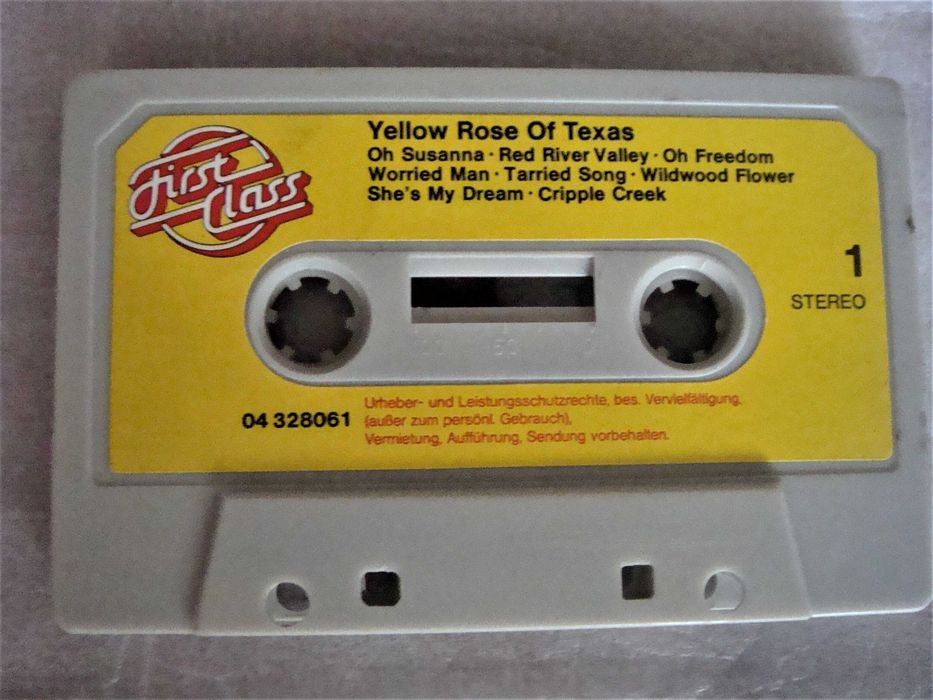 First
Class
Yellow Rose Of Texas
Oh Susanna · Red River Valley · Oh Freedom
Worried Man · Tarried Song · Wildwood Flower
She's My Dream · Cripple Creek
1
STEREO
04 328061
Urheber- und Leistungsschutzrechte, bes. Vervielfältigung,
(außer zum persönl. Gebrauch),
Vermietung, Aufführung, Sendung vorbehalten.